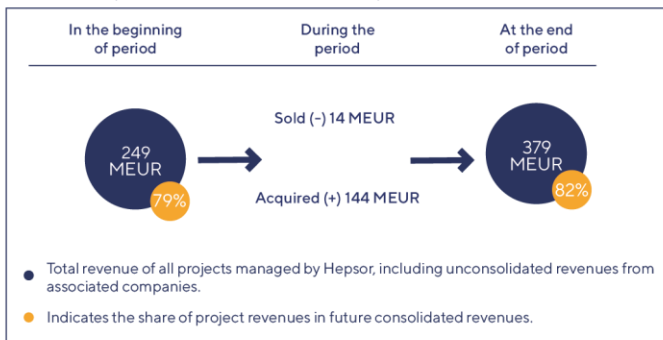 In the beginning
of period
During the
period
At the end
of period
Sold (-) 14 MEUR
249
MEUR
79%
379
MEUR
82%
Acquired (+) 144 MEUR
Total revenue of all projects managed by Hepsor, including unconsolidated revenues from
associated companies.
Indicates the share of project revenues in future consolidated revenues.